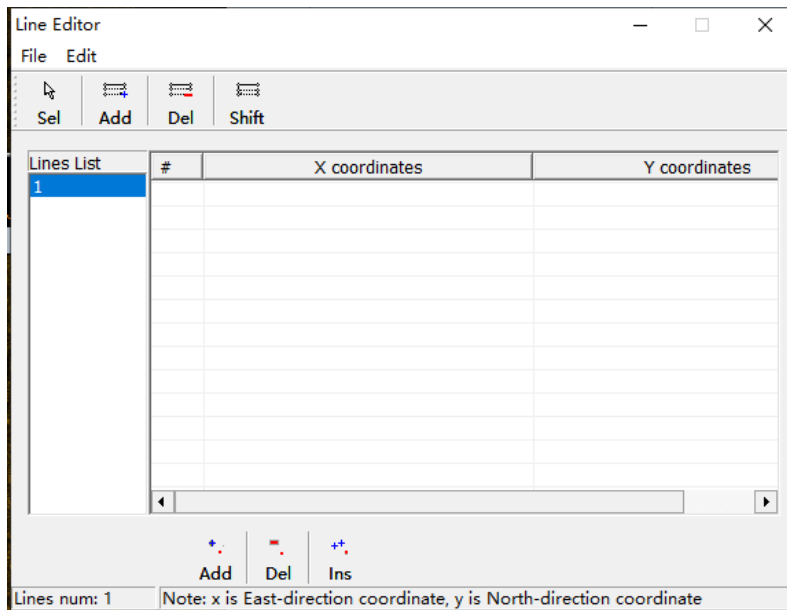 Line Editor
File Edit
Sel Add Del Shift
Lines List # X coordinates Y coordinates
1
Add Del Ins
Lines num: 1 Note: x is East-direction coordinate, y is North-direction coordinate